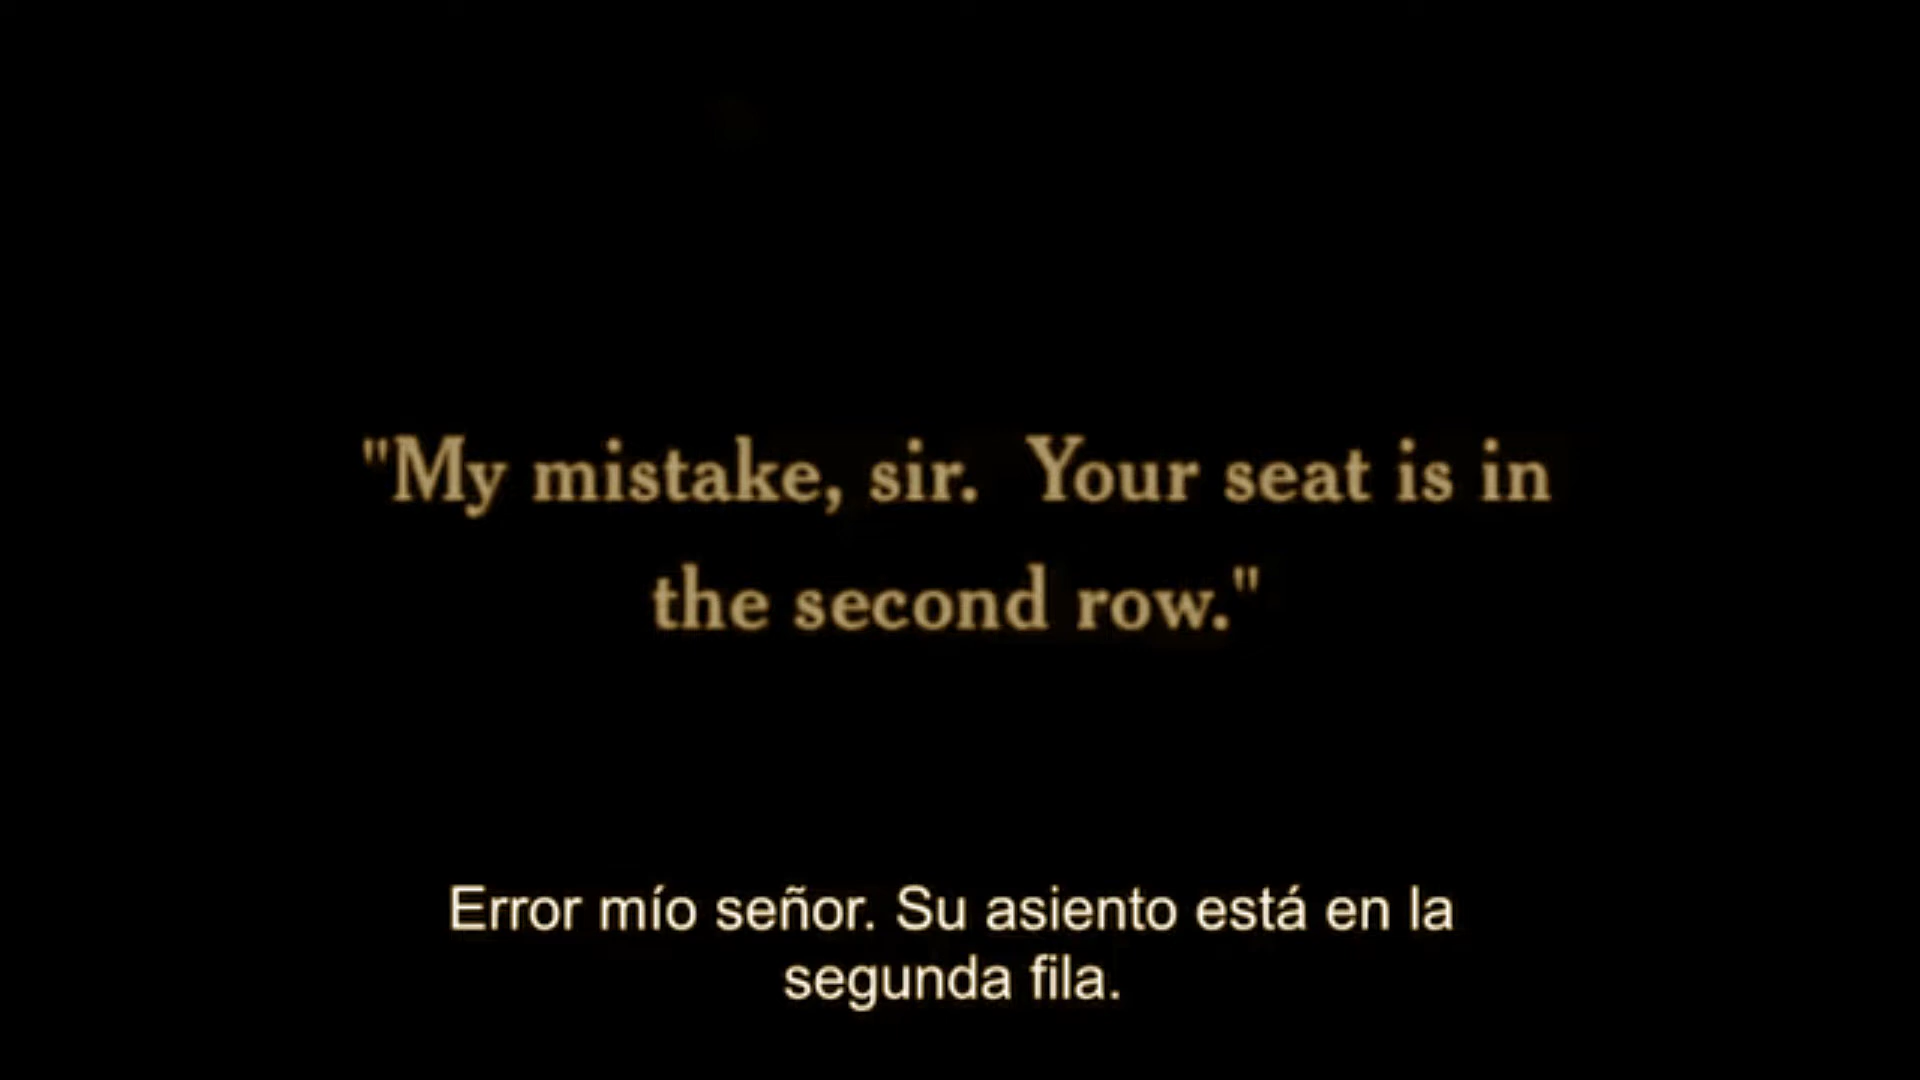 "My mistake, sir.  Your seat is in
the second row."
Error mío señor. Su asiento está en la
segunda fila.